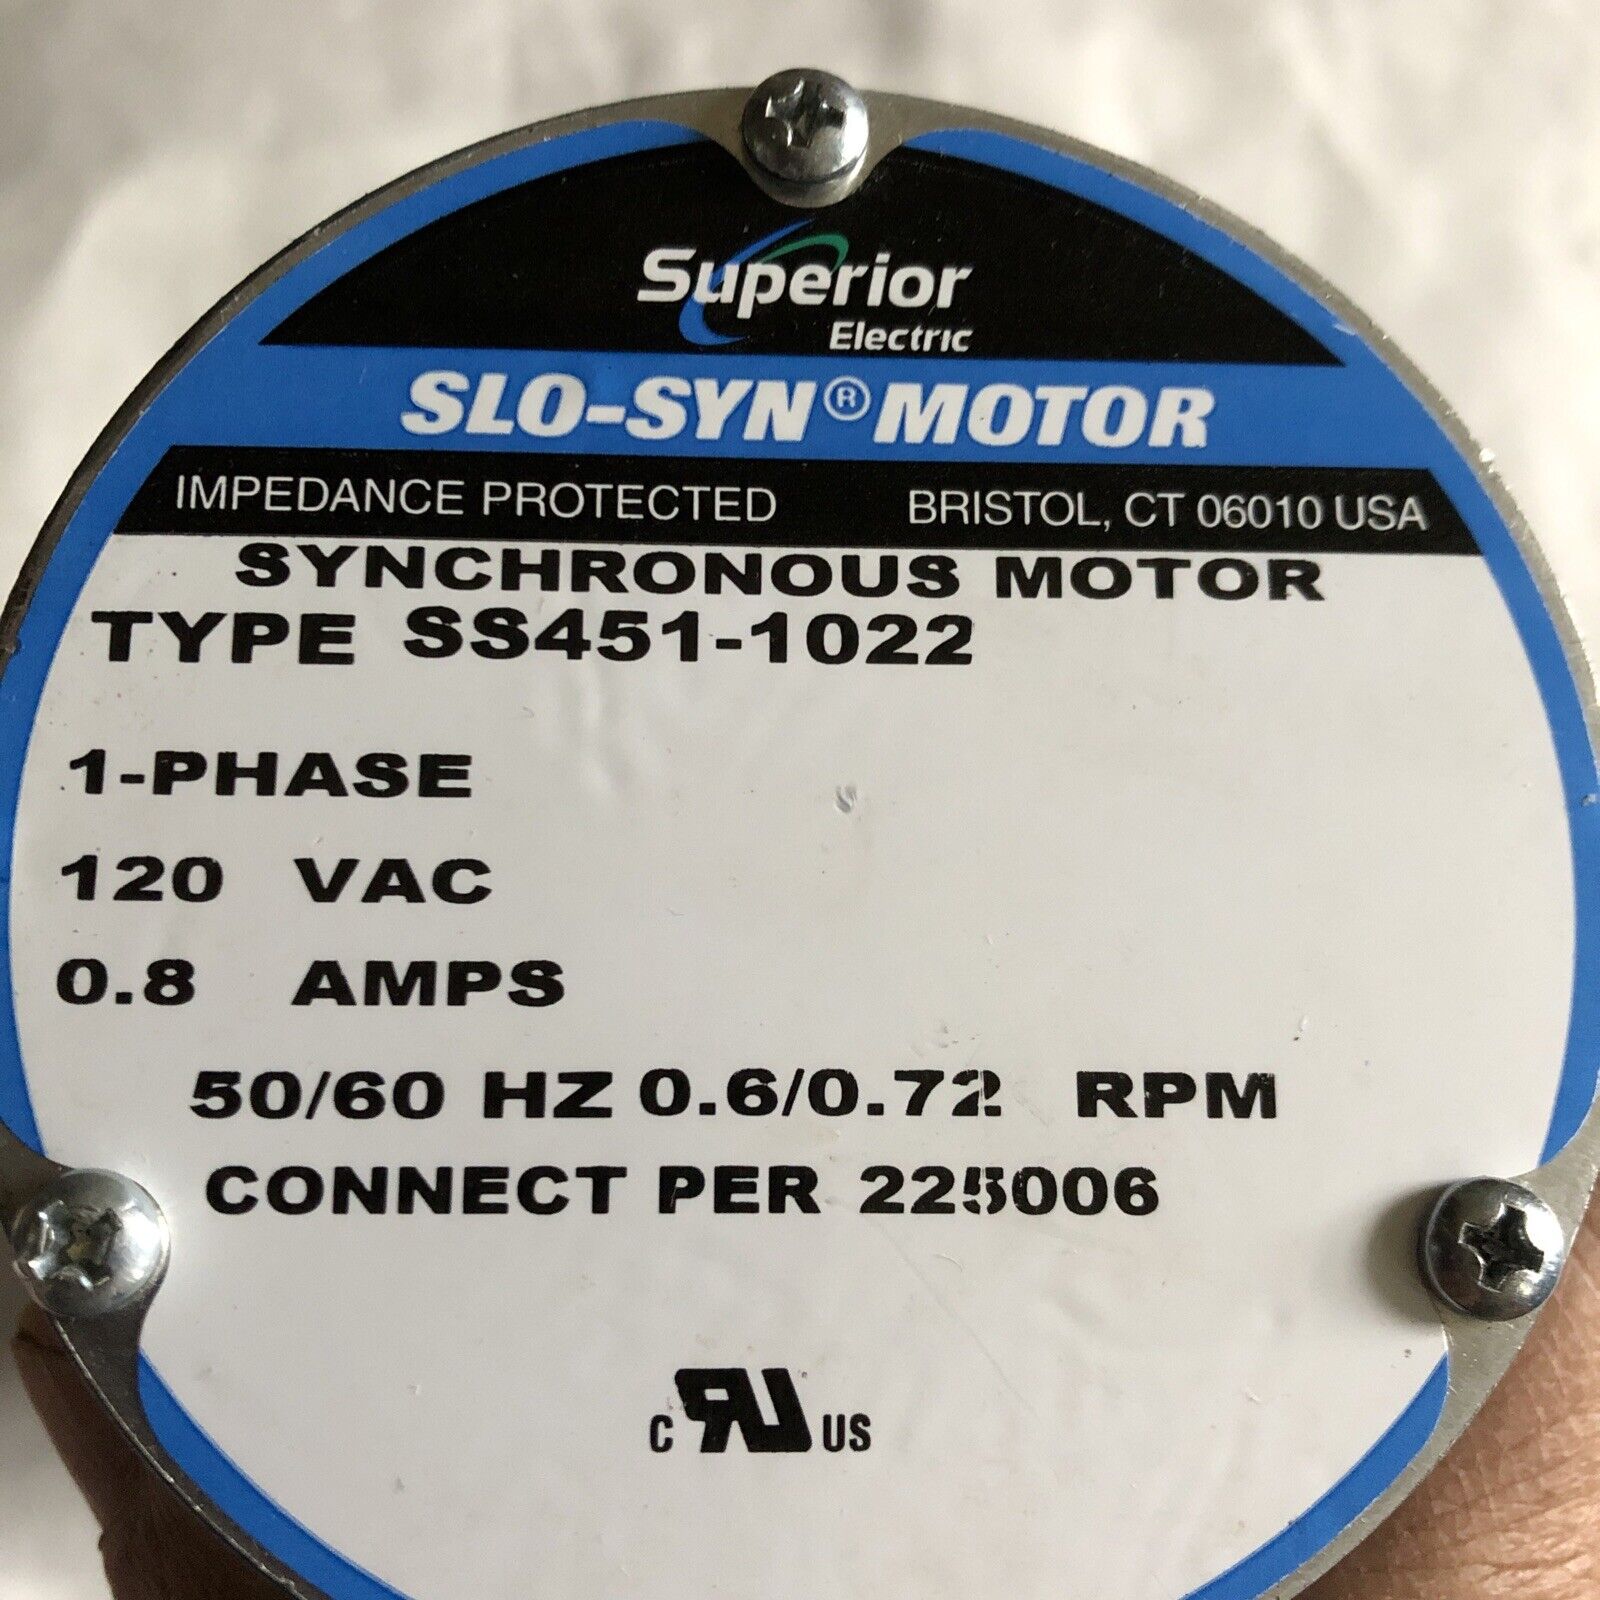 Superior
Electric
SLO-SYN® MOTOR
IMPEDANCE PROTECTED BRISTOL, CT 06010 USA
SYNCHRONOUS MOTOR
TYPE SS451-1022
1-PHASE
120 VAC
0.8 AMPS
50/60 HZ 0.6/0.72 RPM
CONNECT PER 225006
C RU US